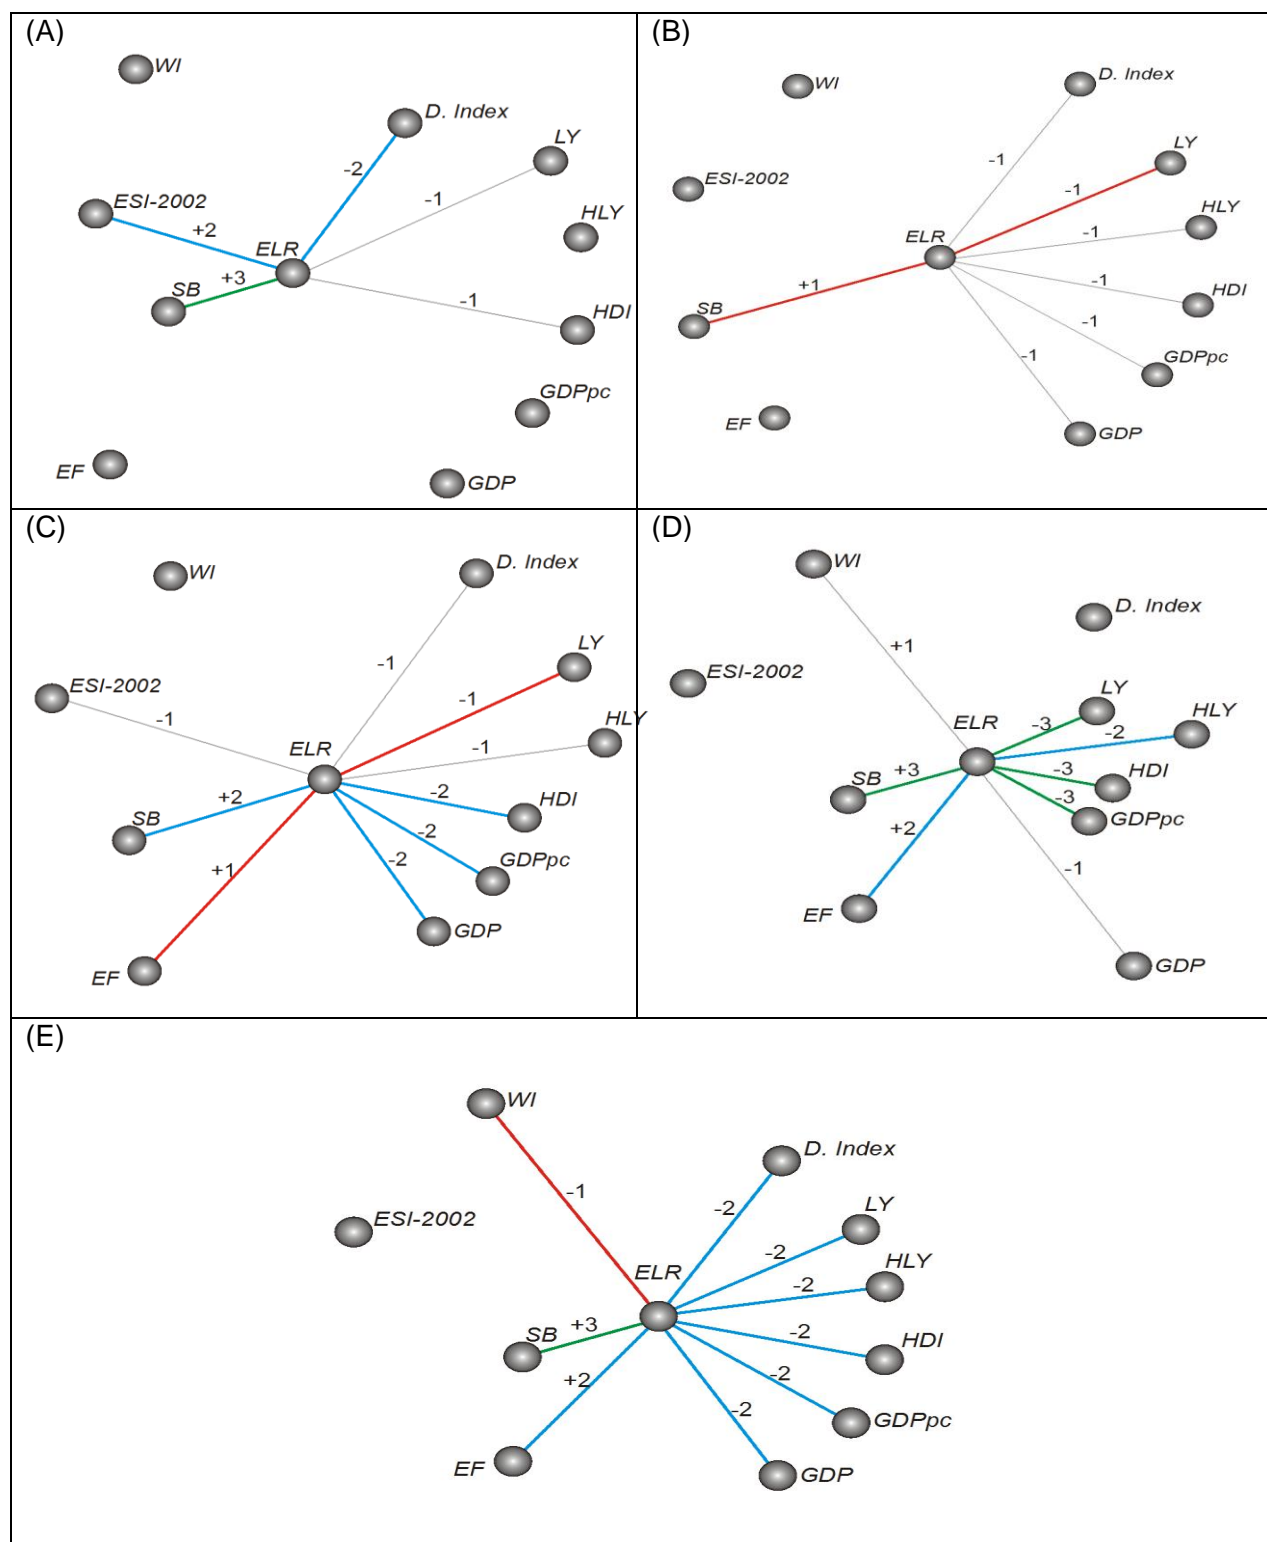 (A)
WI
D. Index
LY
-2
-1
ESI-2002
HLY
+2
ELR
+3
SB
-1
HDI
GDPpc
EF
GDP
(B)
WI
D. Index
LY
-1
ESI-2002
-1
HLY
ELR
-1
SB
+1
-1
HDI
-1
GDPpc
-1
EF
GDP
(C)
WI
D. Index
LY
-1
ESI-2002
-1
HLY
-1
ELR
-1
SB
+2
-2
HDI
-2
GDPpc
-2
+1
GDP
EF
(D)
WI
D. Index
+1
ESI-2002
LY
HLY
ELR
-3
-2
SB
+3
-3
HDI
-3
GDPpc
+2
-1
EF
GDP
(E)
WI
D. Index
-1
-2
LY
ESI-2002
-2
HLY
ELR
-2
SB
+3
-2
HDI
+2
-2
GDPpc
-2
EF
GDP